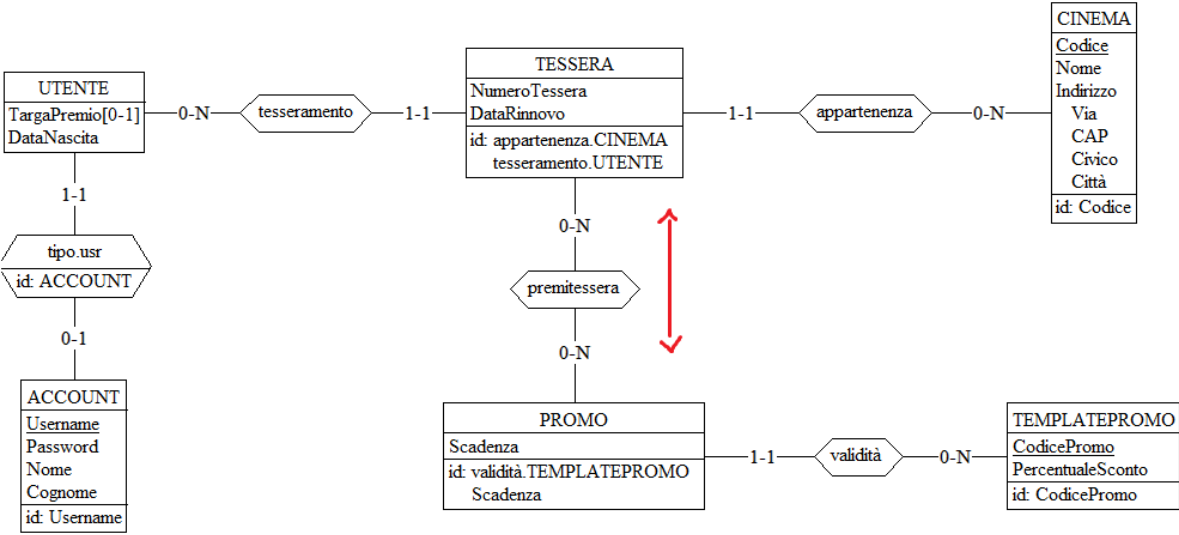 UTENTE
TargaPremio[0-1]
DataNascita
0-N
tesseramento
1-1
TESSERA
NumeroTessera
DataRinnovo
id: appartenenza.CINEMA
tesseramento.UTENTE
1-1
appartenenza
0-N
CINEMA
Codice
Nome
Indirizzo
Via
CAP
Civico
Città
id: Codice
1-1
tipo.usr
id: ACCOUNT
0-1
ACCOUNT
Username
Password
Nome
Cognome
id: Username
0-N
premitessera
0-N
PROMO
Scadenza
id: validità.TEMPLATEPROMO
Scadenza
1-1
validità
0-N
TEMPLATEPROMO
CodicePromo
PercentualeSconto
id: CodicePromo